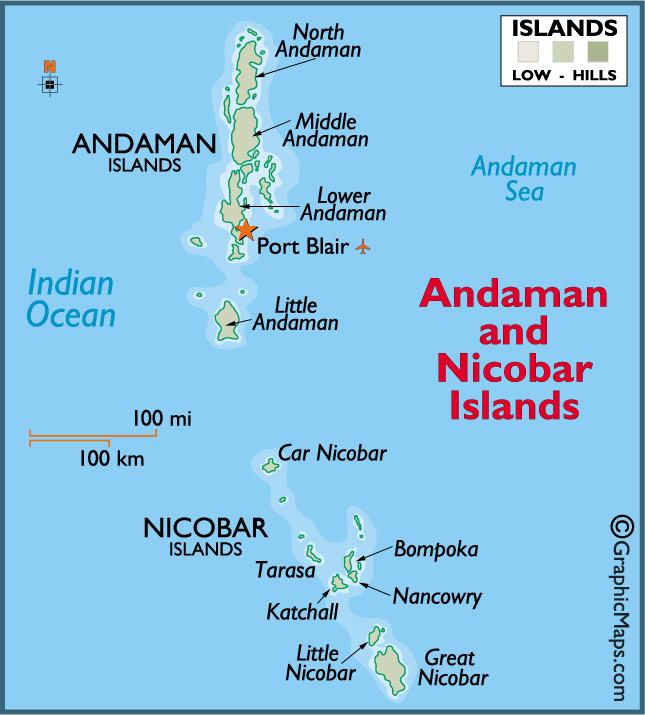 ISLANDS
LOW - HILLS
N
North
Andaman
Middle
Andaman
ANDAMAN
ISLANDS
Andaman
Sea
Lower
Andaman
Port Blair
Indian
Ocean
Little
Andaman
Andaman
and
Nicobar
Islands
100 mi
100 km
Car Nicobar
NICOBAR
ISLANDS
Bompoka
Tarasa
Nancowry
Katchall
Little
Nicobar
Great
Nicobar
©GraphicMaps.com